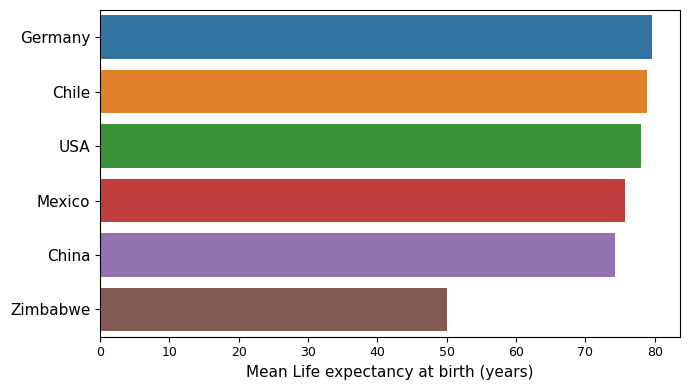 Germany
Chile
USA
Mexico
China
Zimbabwe
0 10 20 30 40 50 60 70 80
Mean Life expectancy at birth (years)